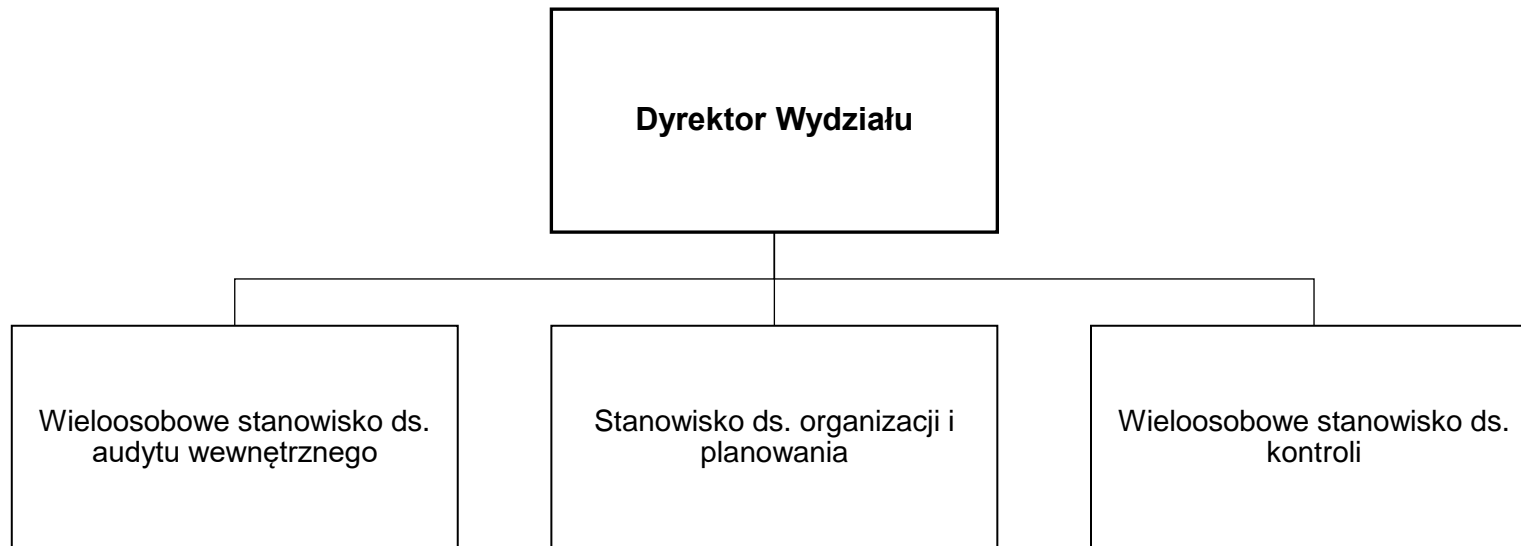 Dyrektor Wydziału
Wieloosobowe stanowisko ds.
audytu wewnętrznego
Stanowisko ds. organizacji i
planowania
Wieloosobowe stanowisko ds.
kontroli